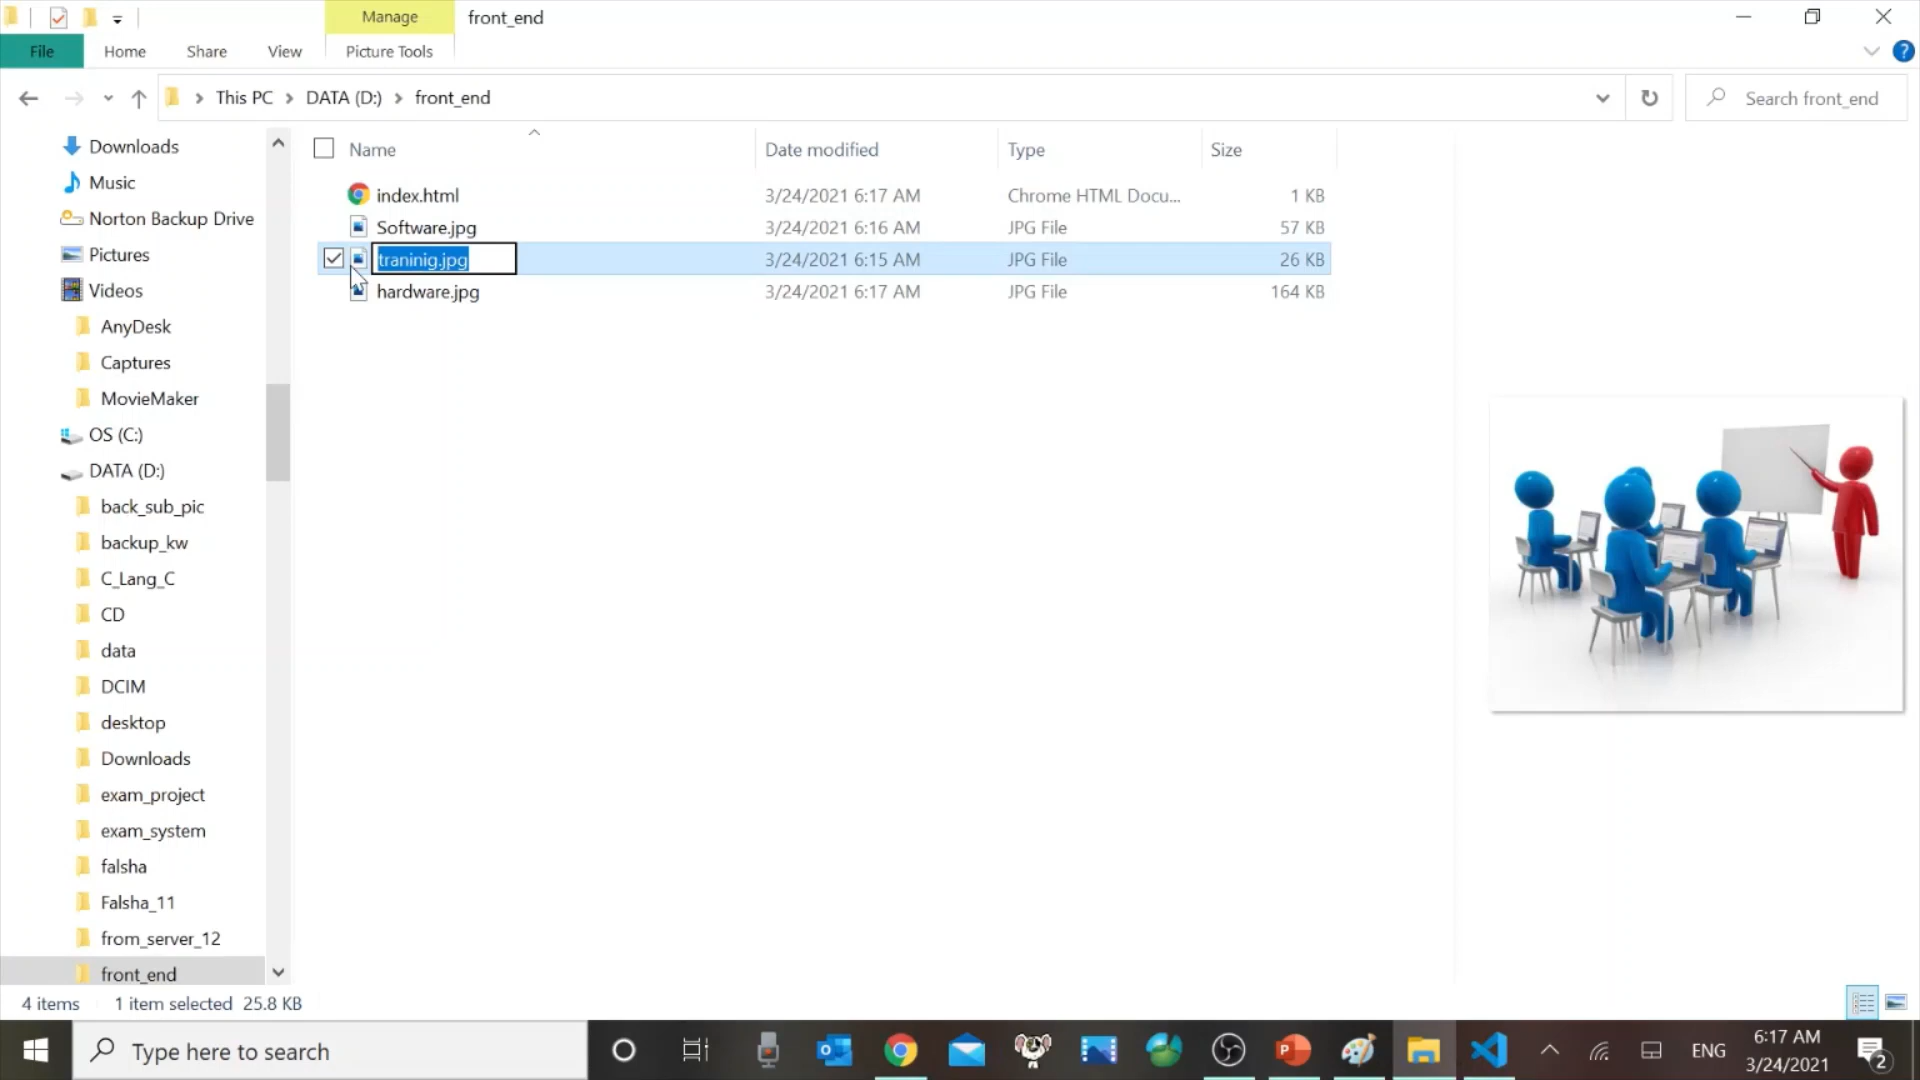 Manage
front_end
File
Home
Share
View
Picture Tools
?
This PC
DATA (D:)
front_end
Search front_end
Name
Date modified
Type
Size
index.html
3/24/2021 6:17 AM
Chrome HTML Docu...
1 KB
Software.jpg
3/24/2021 6:16 AM
JPG File
57 KB
traninig.jpg
3/24/2021 6:15 AM
JPG File
26 KB
hardware.jpg
3/24/2021 6:17 AM
JPG File
164 KB
Downloads
Music
Norton Backup Drive
Pictures
Videos
AnyDesk
Captures
MovieMaker
OS (C:)
DATA (D:)
back_sub_pic
backup_kw
C_Lang_C
CD
data
DCIM
desktop
Downloads
exam_project
exam_system
falsha
Falsha_11
from_server_12
front_end
4 items
1 item selected 25.8 KB
Type here to search
ENG
6:17 AM
3/24/2021
2